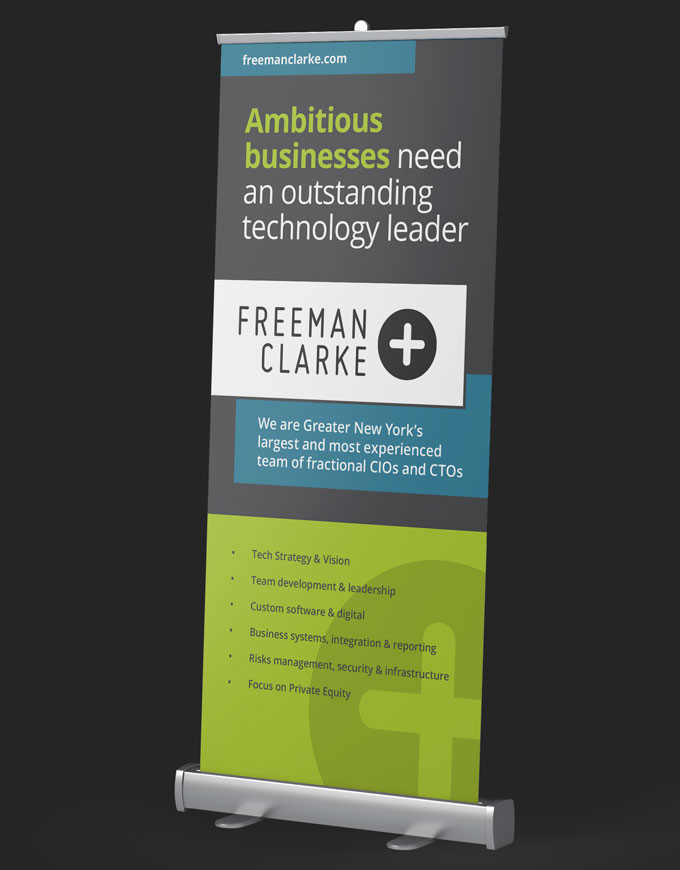 freemanclarke.com
Ambitious
businesses need
an outstanding
technology leader
FREEMAN
CLARKE
We are Greater New York's
largest and most experienced
team of fractional CIOs and CTOs
• Tech Strategy & Vision
• Team development & leadership
• Custom software & digital
• Business systems, integration & reporting
• Risks management, security & infrastructure
• Focus on Private Equity